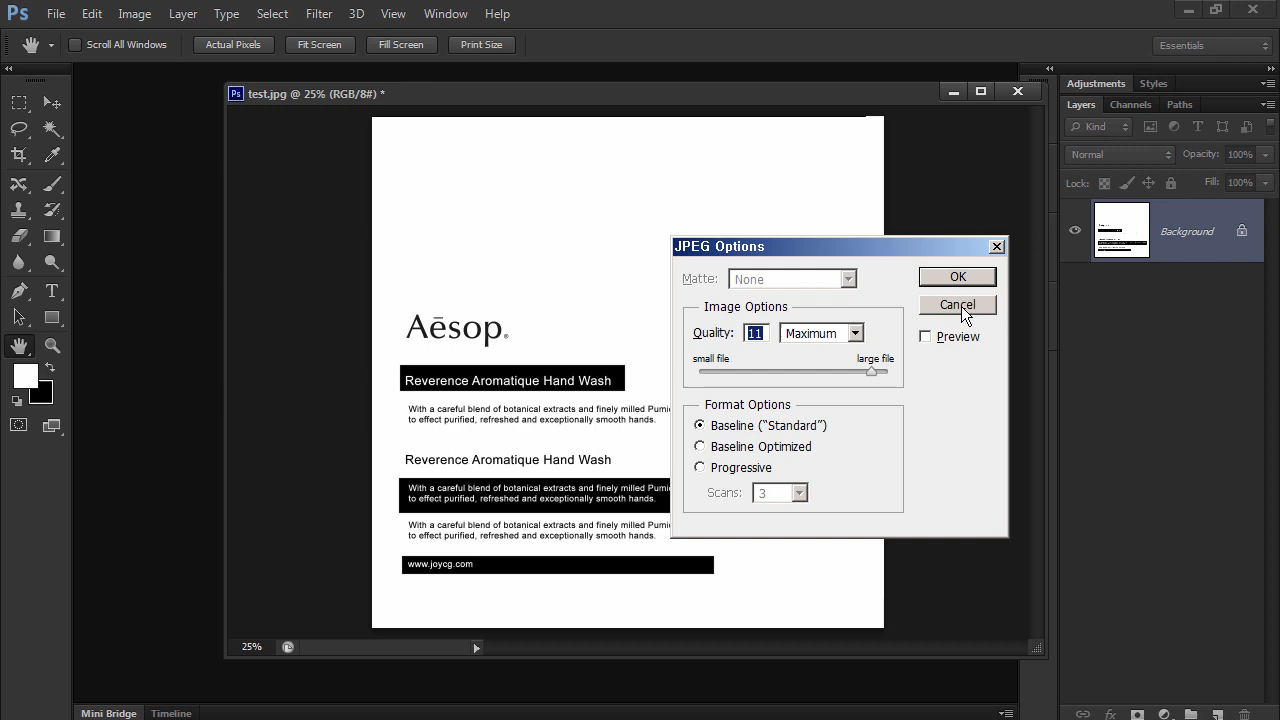 Ps File Edit Image Layer Type Select Filter 3D View Window Help
Scroll All Windows Actual Pixels Fit Screen Fill Screen Print Size Essentials
Ps test.jpg @ 25% (RGB/8#) *
Adjustments Styles
Layers Channels Paths
Kind
Normal Opacity: 100%
Lock: Fill: 100%
Background
Aēsop®
Reverence Aromatique Hand Wash
With a careful blend of botanical extracts and finely milled
to effect purified, refreshed and exceptionally smooth hands.
Reverence Aromatique Hand Wash
With a careful blend of botanical extracts and finely milled
to effect purified, refreshed and exceptionally smooth hands.
With a careful blend of botanical extracts and finely milled
to effect purified, refreshed and exceptionally smooth hands.
www.joycg.com
JPEG Options
Matte: None
OK
Cancel
Preview
Image Options
Quality: 11 Maximum
small file large file
Format Options
Baseline (“Standard”)
Baseline Optimized
Progressive
Scans: 3
25%
Mini Bridge Timeline